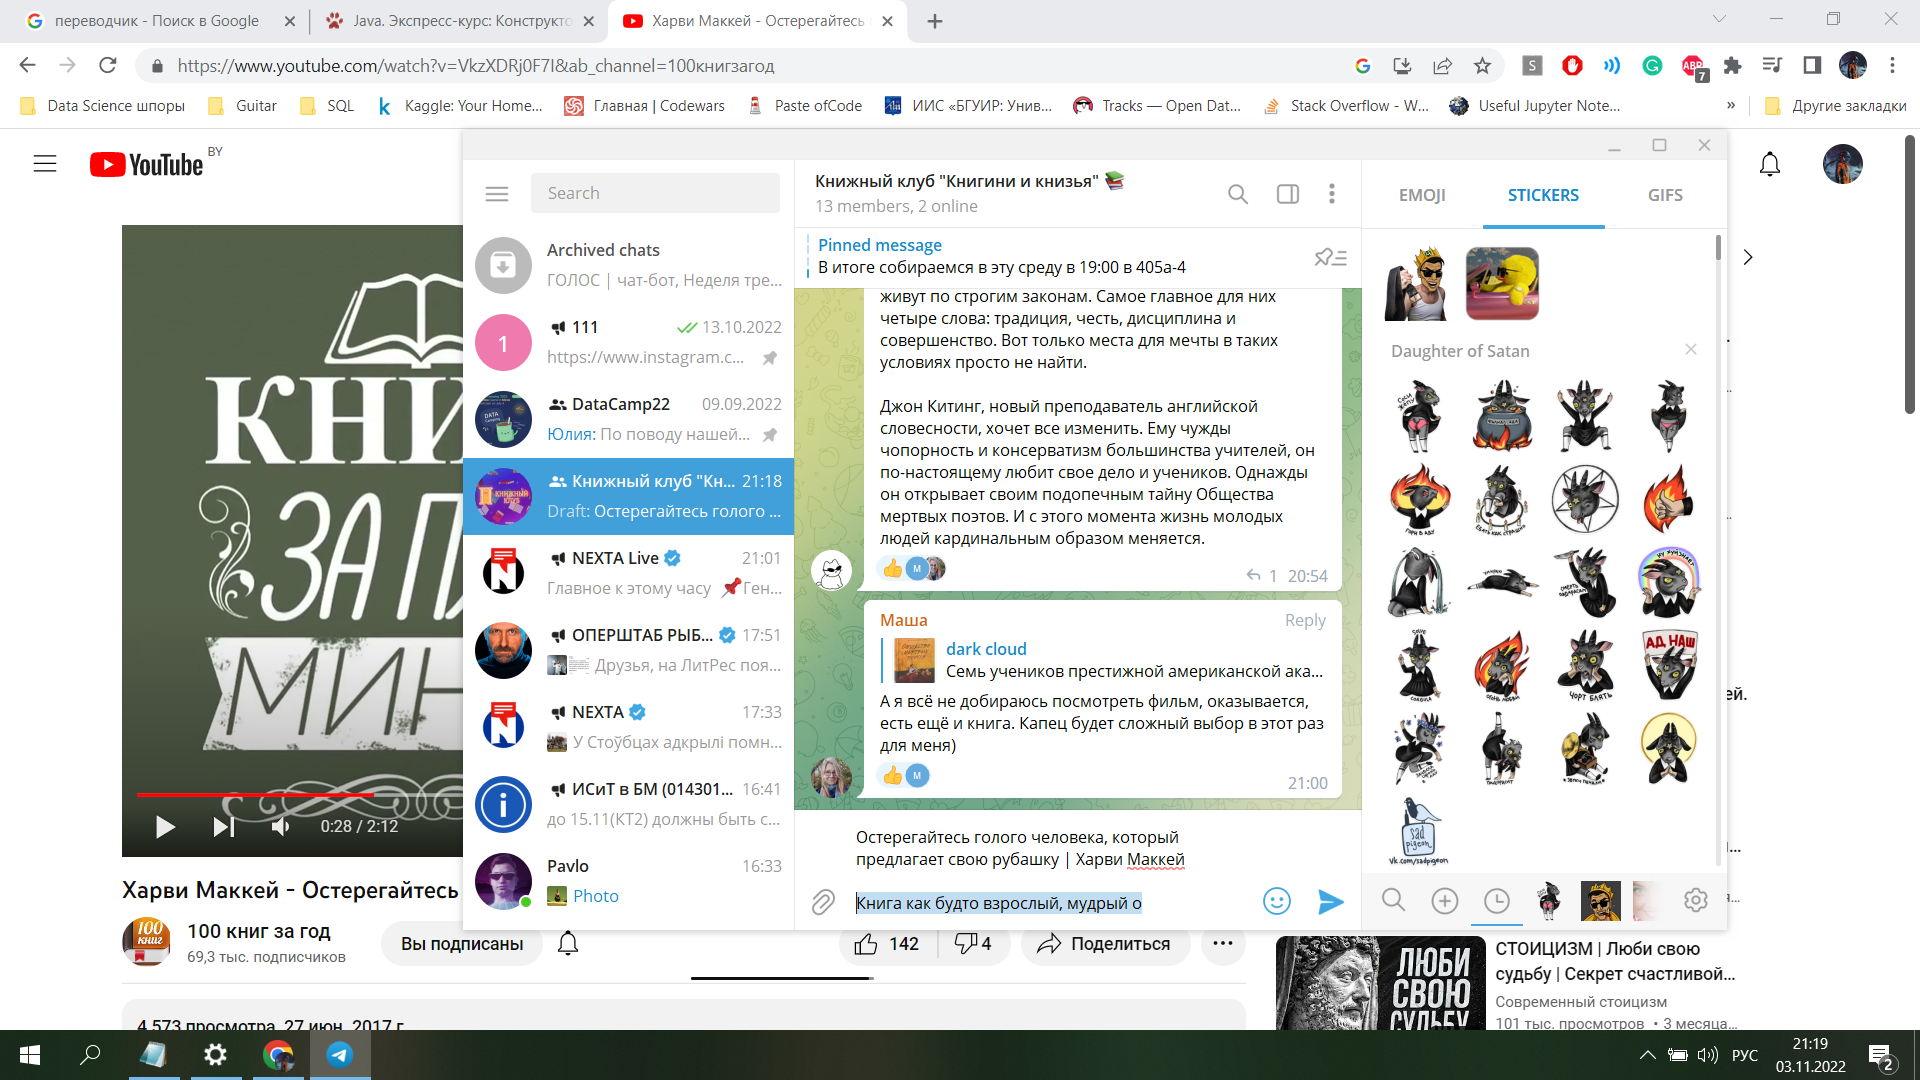 переводчик - Поиск в Google
Java. Экспресс-курс: Конструкто
Харви Маккей - Остерегайтесь
https://www.youtube.com/watch?v=VkzXDRj0F7I&ab_channel=100книгзагод
7
Data Science шпоры
Guitar
SQL
Kaggle: Your Home...
Главная | Codewars
Paste ofCode
ИИС «БГУИР: Унив...
Tracks — Open Dat...
Stack Overflow - W...
Useful Jupyter Note...
»
Другие закладки
YouTube BY
КНИ
ЗА П
МИН
0:28 / 2:12
Харви Маккей - Остерегайтесь
100 книг за год
69,3 тыс. подписчиков
Вы подписаны
142
4
Поделиться
4 573 просмотра 27 июн. 2017 г.
Search
Archived chats
ГОЛОС | чат-бот, Неделя тре...
1
111
13.10.2022
https://www.instagram.c...
DataCamp22
09.09.2022
Юлия: По поводу нашей...
Книжный клуб "Кн...
21:18
Draft: Остерегайтесь голого ...
NEXTA Live
21:01
Главное к этому часу 📌Ген...
ОПЕРШТАБ РЫБ...
17:51
Друзья, на ЛитРес поя...
NEXTA
17:33
У Стоўбцах адкрылі помн...
ИСиТ в БМ (014301...
16:41
до 15.11(КТ2) должны быть с...
Pavlo
16:33
Photo
Книжный клуб "Книгини и князья" 📚
13 members, 2 online
Pinned message
В итоге собираемся в эту среду в 19:00 в 405а-4
живут по строгим законам. Самое главное для них
четыре слова: традиция, честь, дисциплина и
совершенство. Вот только места для мечты в таких
условиях просто не найти.
Джон Китинг, новый преподаватель английской
словесности, хочет все изменить. Ему чужды
чопорность и консерватизм большинства учителей, он
по-настоящему любит свое дело и учеников. Однажды
он открывает своим подопечным тайну Общества
мертвых поэтов. И с этого момента жизнь молодых
людей кардинальным образом меняется.
М
1 20:54
Маша
Reply
dark cloud
Семь учеников престижной американской ака...
А я всё не добираюсь посмотреть фильм, оказывается,
есть ещё и книга. Капец будет сложный выбор в этот раз
для меня)
М
21:00
Остерегайтесь голого человека, который
предлагает свою рубашку | Харви Маккей
Книга как будто взрослый, мудрый о
EMOJI
STICKERS
GIFS
Daughter of Satan
АД НАШ
ЧОРТ БЛЯТЬ
sad
pigeon
vk.com/sadpigeon
ей.
ЛЮБИ
СВОЮ
СУДЬБУ
СТОИЦИЗМ | Люби свою
судьбу | Секрет счастливой...
Современный стоицизм
101 тыс. просмотров • 3 месяца...
РУС
21:19
03.11.2022
2